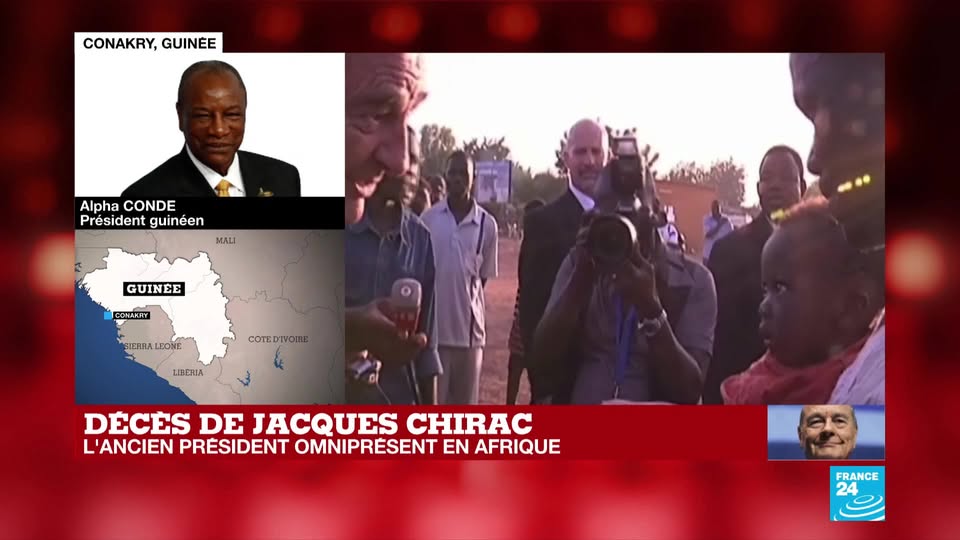 CONAKRY, GUINÉE
Alpha CONDE
Président guinéen
MALI
GUINÉE
CONAKRY
SIERRA LEONE
CÔTE D'IVOIRE
LIBÉRIA
DÉCÈS DE JACQUES CHIRAC
L'ANCIEN PRÉSIDENT OMNIPRÉSENT EN AFRIQUE
FRANCE
24